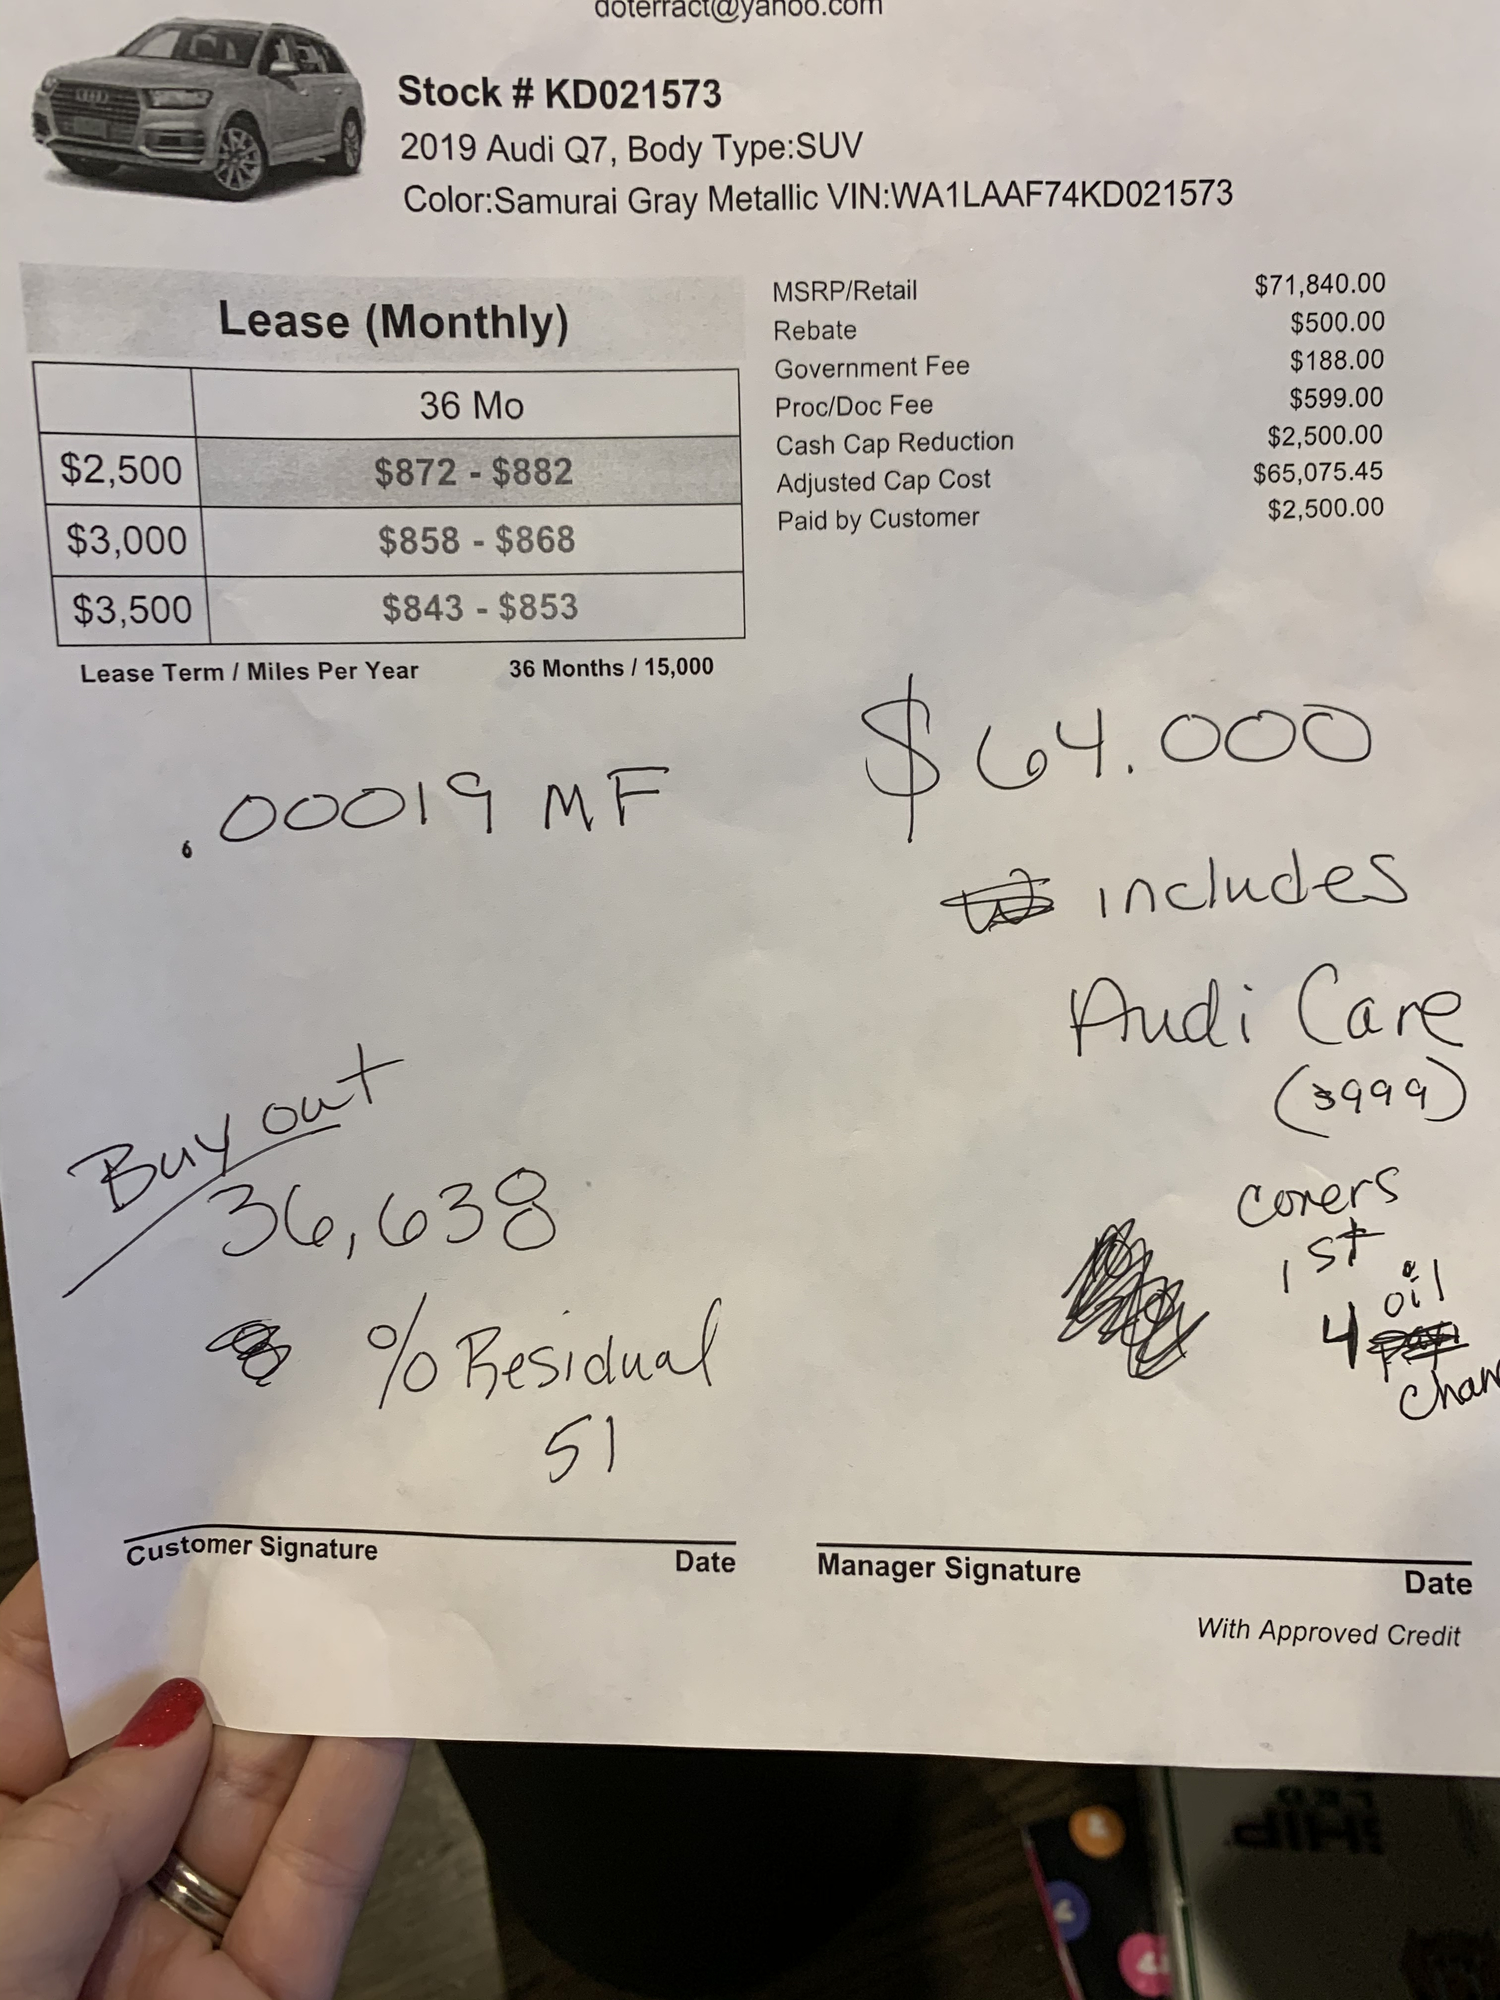 doterract@yahoo.com
Stock # KD021573
2019 Audi Q7, Body Type:SUV
Color:Samurai Gray Metallic VIN:WA1LAAF74KD021573
Lease (Monthly)
36 Mo
$2,500 $872 - $882
$3,000 $858 - $868
$3,500 $843 - $853
Lease Term / Miles Per Year 36 Months / 15,000
MSRP/Retail $71,840.00
Rebate $500.00
Government Fee $188.00
Proc/Doc Fee $599.00
Cash Cap Reduction $2,500.00
Adjusted Cap Cost $65,075.45
Paid by Customer $2,500.00
.00019 MF
$64.000
includes
Audi Care
($999)
covers
1st
4 oil
chan
Buy out
36,638
% Residual
51
Customer Signature Date
Manager Signature Date
With Approved Credit